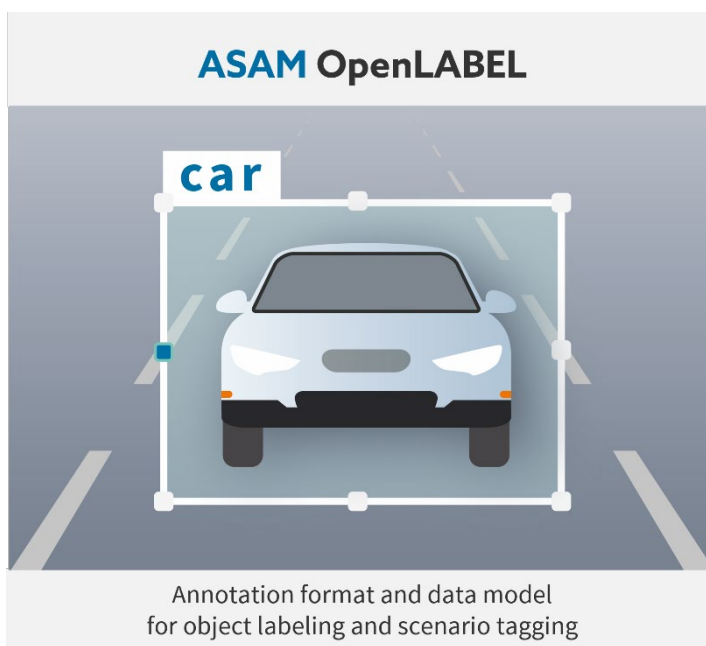 ASAM OpenLABEL
car
Annotation format and data model
for object labeling and scenario tagging